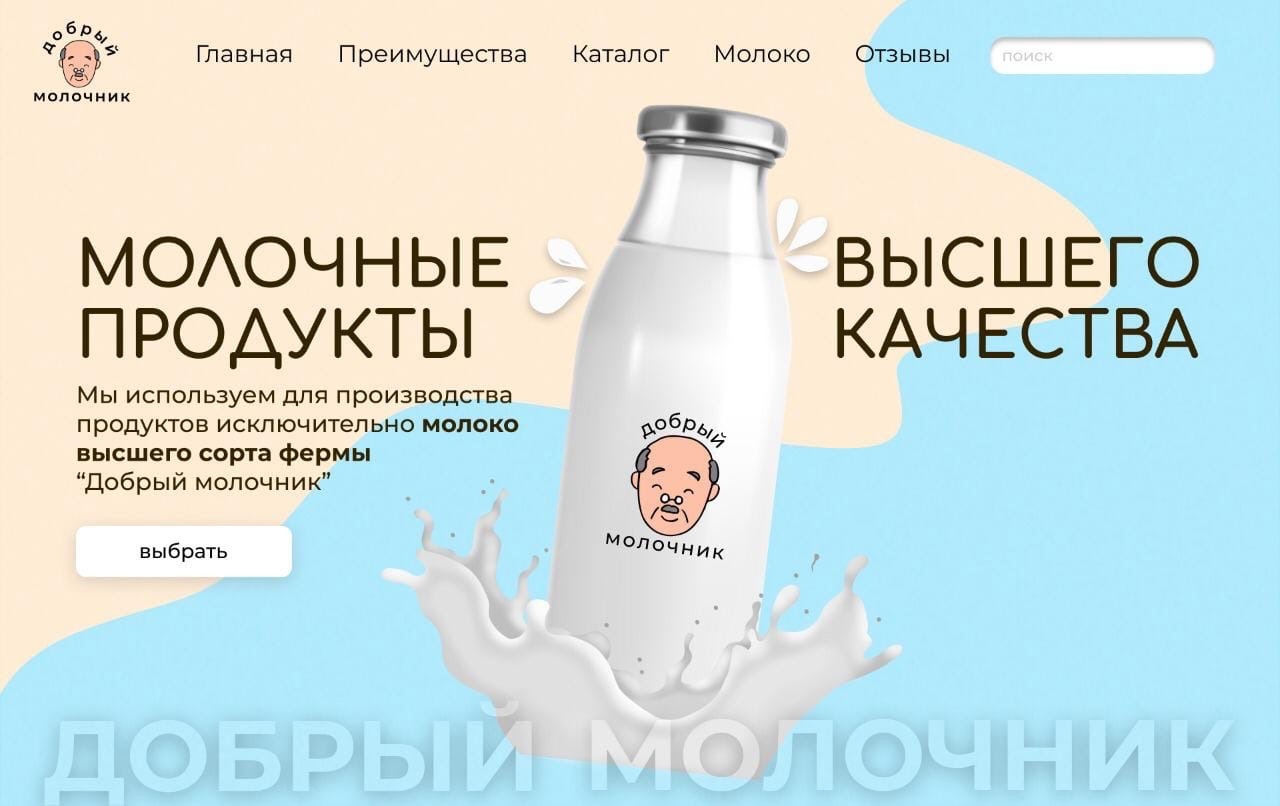 добрый
молочник
Главная
Преимущества
Каталог
Молоко
Отзывы
поиск
МОЛОЧНЫЕ
ПРОДУКТЫ
ВЫСШЕГО
КАЧЕСТВА
Мы используем для производства
продуктов исключительно молоко
высшего сорта фермы
“Добрый молочник”
выбрать
добрый
молочник
ДОБРЫЙ МОЛОЧНИК